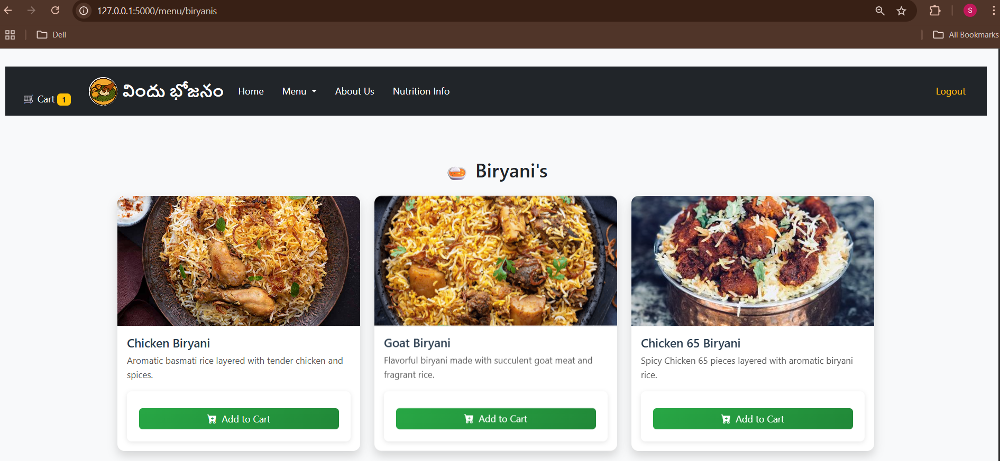 127.0.0.1:5000/menu/biryanis
S
Dell
All Bookmarks
Cart 1
విందు భోజనం
Home
Menu
About Us
Nutrition Info
Logout
Biryani's
Chicken Biryani
Aromatic basmati rice layered with tender chicken and
spices.
Add to Cart
Goat Biryani
Flavorful biryani made with succulent goat meat and
fragrant rice.
Add to Cart
Chicken 65 Biryani
Spicy Chicken 65 pieces layered with aromatic biryani
rice.
Add to Cart